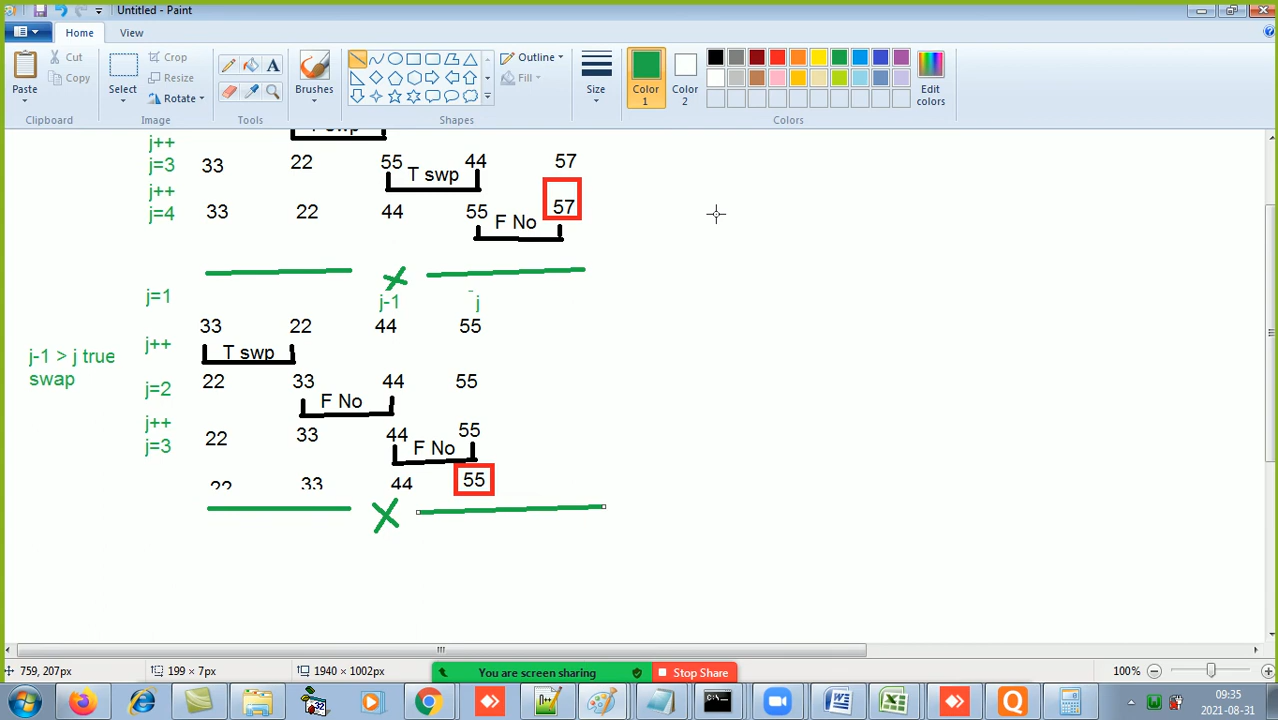 Untitled - Paint
Home View
Paste
Cut
Copy
Clipboard
Select
Crop
Resize
Rotate
Image
Tools
Brushes
Shapes
Outline
Fill
Size
Color 1
Color 2
Edit colors
Colors
j++
j=3 33 22 55 44 57
T swp
j++
j=4 33 22 44 55 57
F No
j=1 j-1 j
33 22 44 55
j++ T swp
j-1 > j true
swap
j=2 22 33 44 55
F No
j++
j=3 22 33 44 55
F No
22 33 44 55
759, 207px 199 × 7px 1940 × 1002px 100%
You are screen sharing Stop Share
09:35
2021-08-31